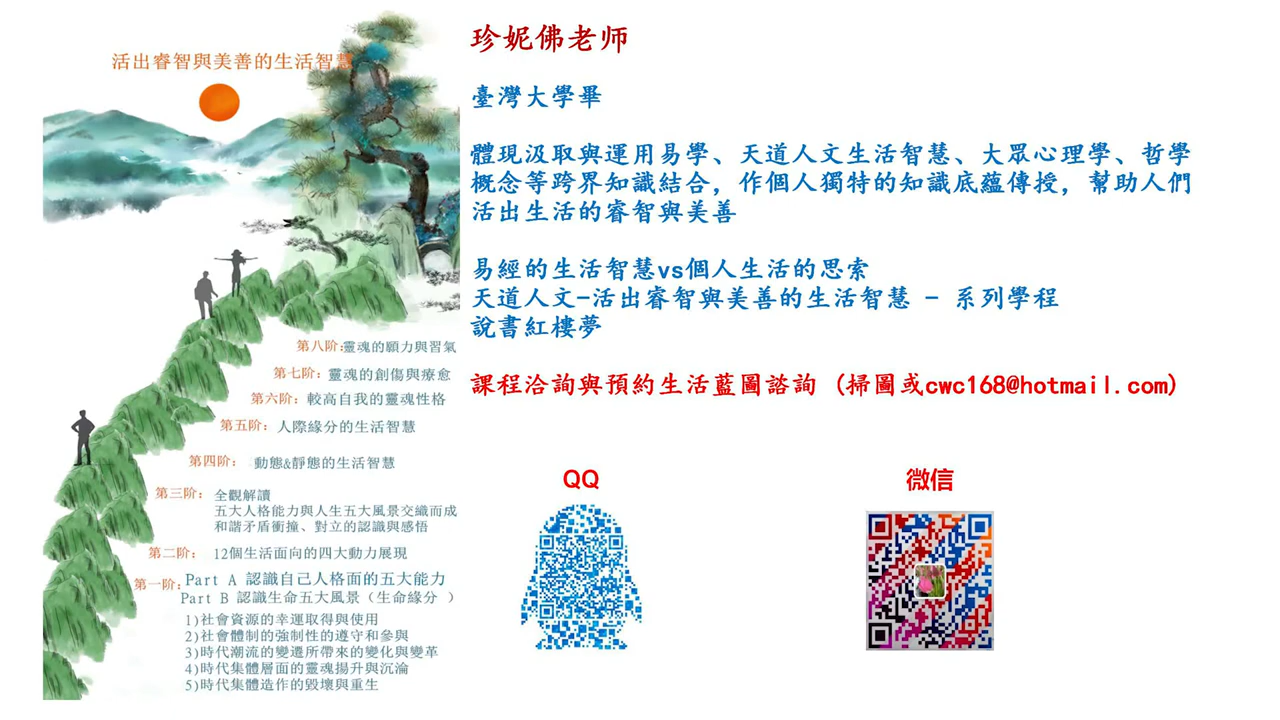 活出睿智與美善的生活智慧
第八阶:靈魂的願力與習氣
第七阶:靈魂的創傷與療愈
第六阶:較高自我的靈魂性格
第五阶:人際緣分的生活智慧
第四阶: 動態&靜態的生活智慧
第三阶: 全觀解讀
五大人格能力與人生五大風景交織而成
和諧矛盾衝撞、對立的認識與感悟
第二阶: 12個生活面向的四大動力展現
第一阶:Part A 認識自己人格面的五大能力
Part B 認識生命五大風景(生命緣分 )
1)社會資源的幸運取得與使用
2)社會體制的強制性的遵守和參與
3)時代潮流的變遷所帶來的變化與變革
4)時代集體層面的靈魂揚升與沉淪
5)時代集體造作的毀壞與重生
珍妮佛老师
臺灣大學畢
體現汲取與運用易學、天道人文生活智慧、大眾心理學、哲學
概念等跨界知識結合，作個人獨特的知識底蘊傳授，幫助人們
活出生活的睿智與美善
易經的生活智慧vs個人生活的思索
天道人文-活出睿智與美善的生活智慧 - 系列學程
說書紅樓夢
課程洽詢與預約生活藍圖諮詢 (掃圖或cwc168@hotmail.com)
QQ
微信